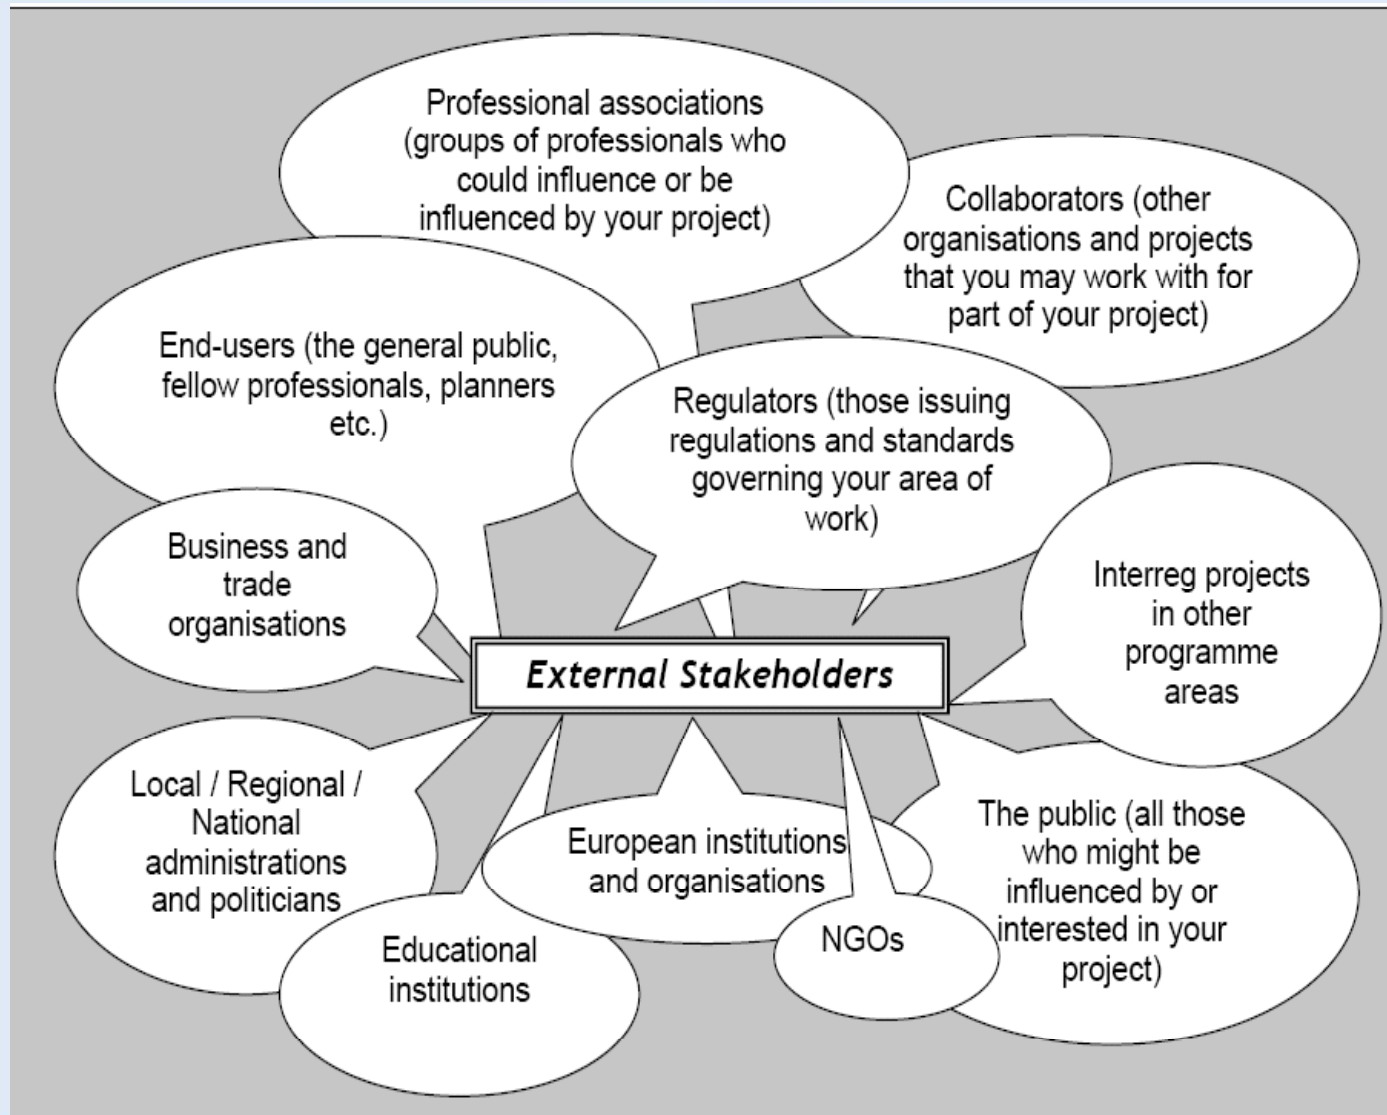 Professional associations
(groups of professionals who
could influence or be
influenced by your project)
Collaborators (other
organisations and projects
that you may work with for
part of your project)
End-users (the general public,
fellow professionals, planners
etc.)
Regulators (those issuing
regulations and standards
governing your area of
work)
Business and
trade
organisations
Interreg projects
in other
programme
areas
External Stakeholders
Local / Regional /
National
administrations
and politicians
European institutions
and organisations
The public (all those
who might be
influenced by or
interested in your
project)
Educational
institutions
NGOs